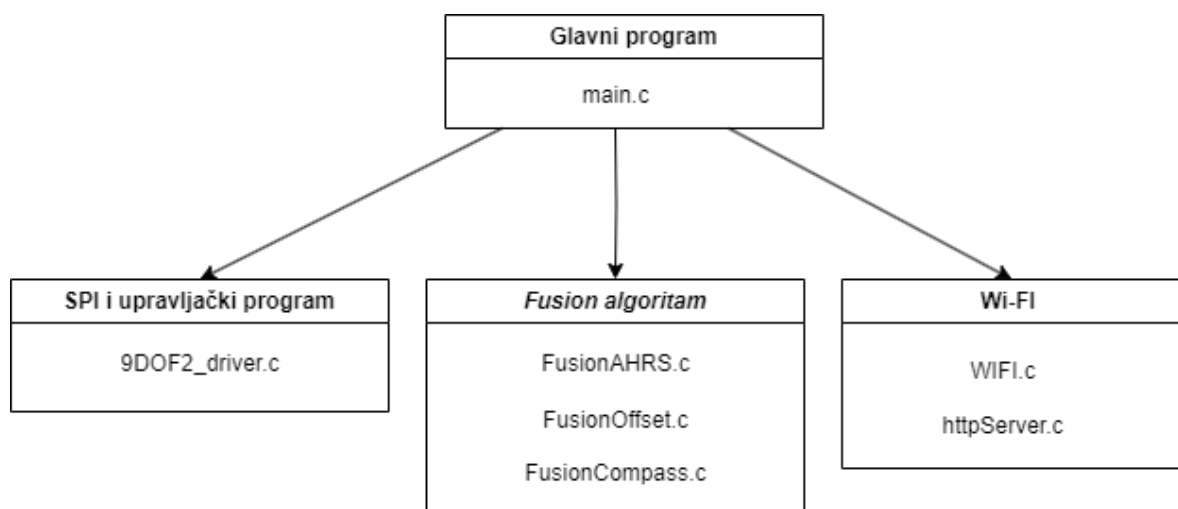 Glavni program
main.c
SPI i upravljački program
9DOF2_driver.c
Fusion algoritam
FusionAHRS.c
FusionOffset.c
FusionCompass.c
Wi-FI
WIFI.c
httpServer.c